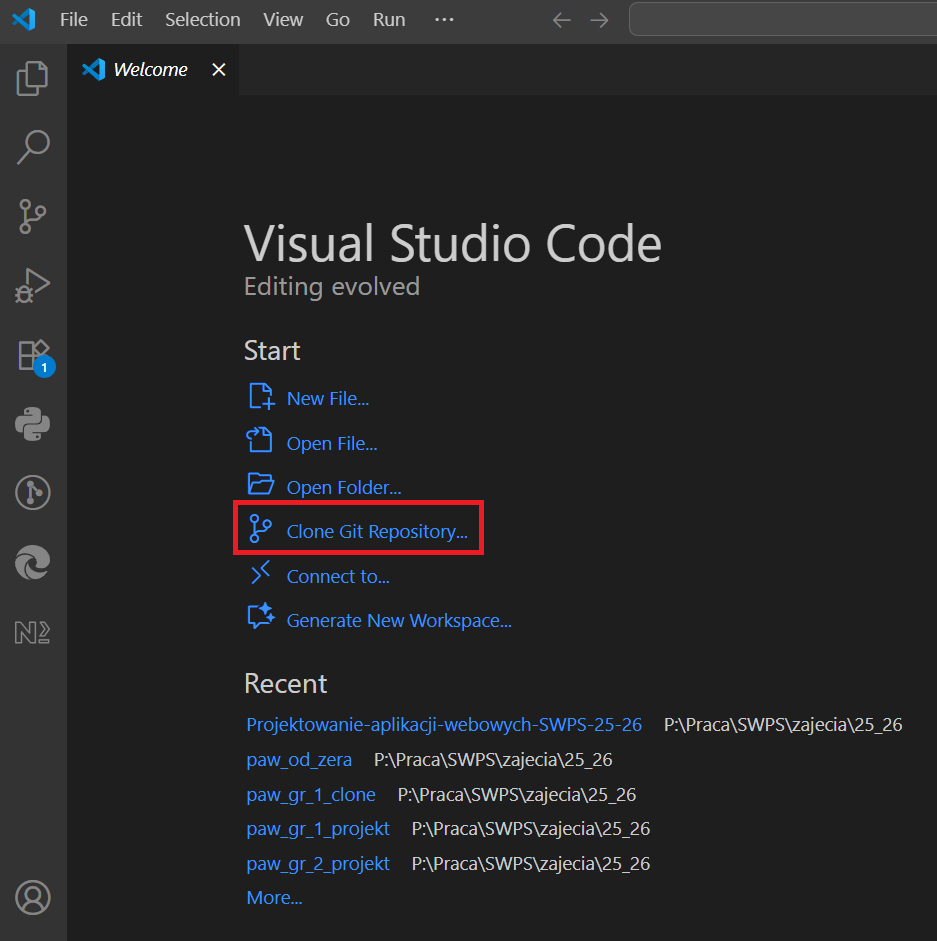 File Edit Selection View Go Run ...
Welcome
Visual Studio Code
Editing evolved
Start
New File...
Open File...
Open Folder...
Clone Git Repository...
Connect to...
Generate New Workspace...
1
Recent
Projektowanie-aplikacji-webowych-SWPS-25-26 P:\Praca\SWPS\zajecia\25_26
paw_od_zera P:\Praca\SWPS\zajecia\25_26
paw_gr_1_clone P:\Praca\SWPS\zajecia\25_26
paw_gr_1_projekt P:\Praca\SWPS\zajecia\25_26
paw_gr_2_projekt P:\Praca\SWPS\zajecia\25_26
More...